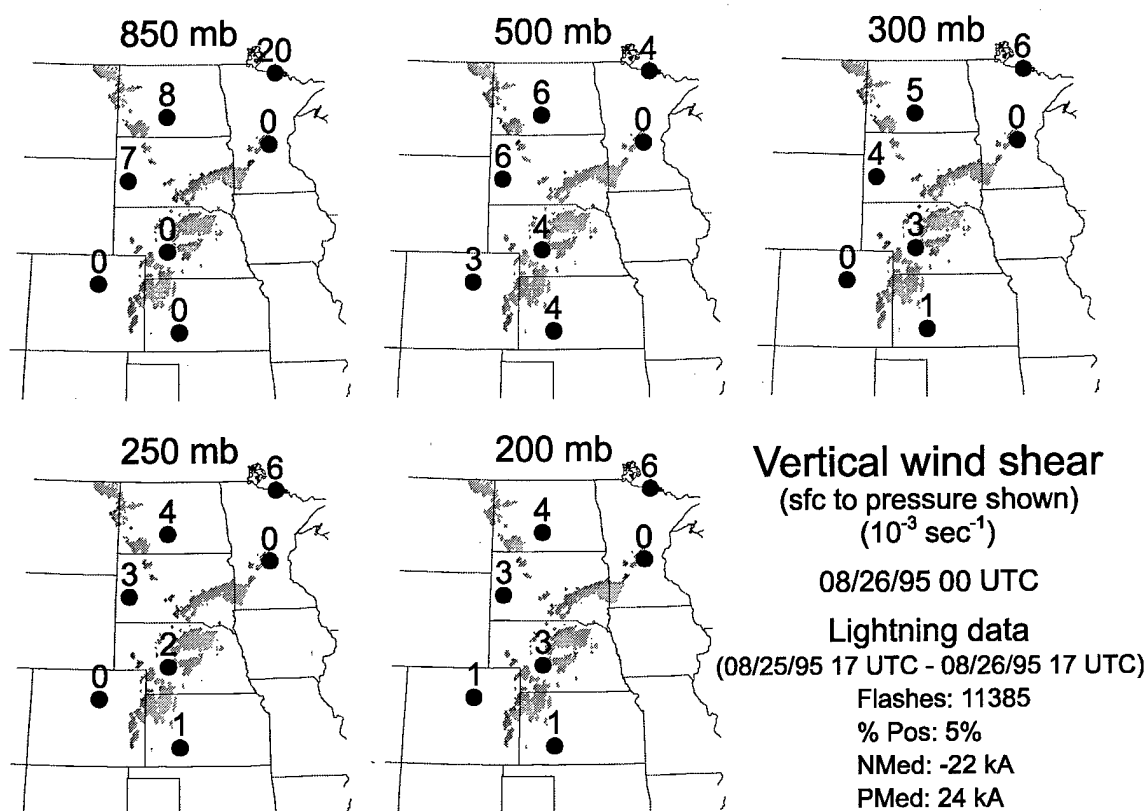 850 mb
20
8
0
7
0
0
0
500 mb
4
6
0
6
4
3
4
300 mb
6
5
0
4
3
0
1
250 mb
6
4
0
3
2
0
1
200 mb
6
4
0
3
3
1
1
Vertical wind shear
(sfc to pressure shown)
(10⁻³ sec⁻¹)
08/26/95 00 UTC
Lightning data
(08/25/95 17 UTC - 08/26/95 17 UTC)
Flashes: 11385
% Pos: 5%
NMed: -22 kA
PMed: 24 kA